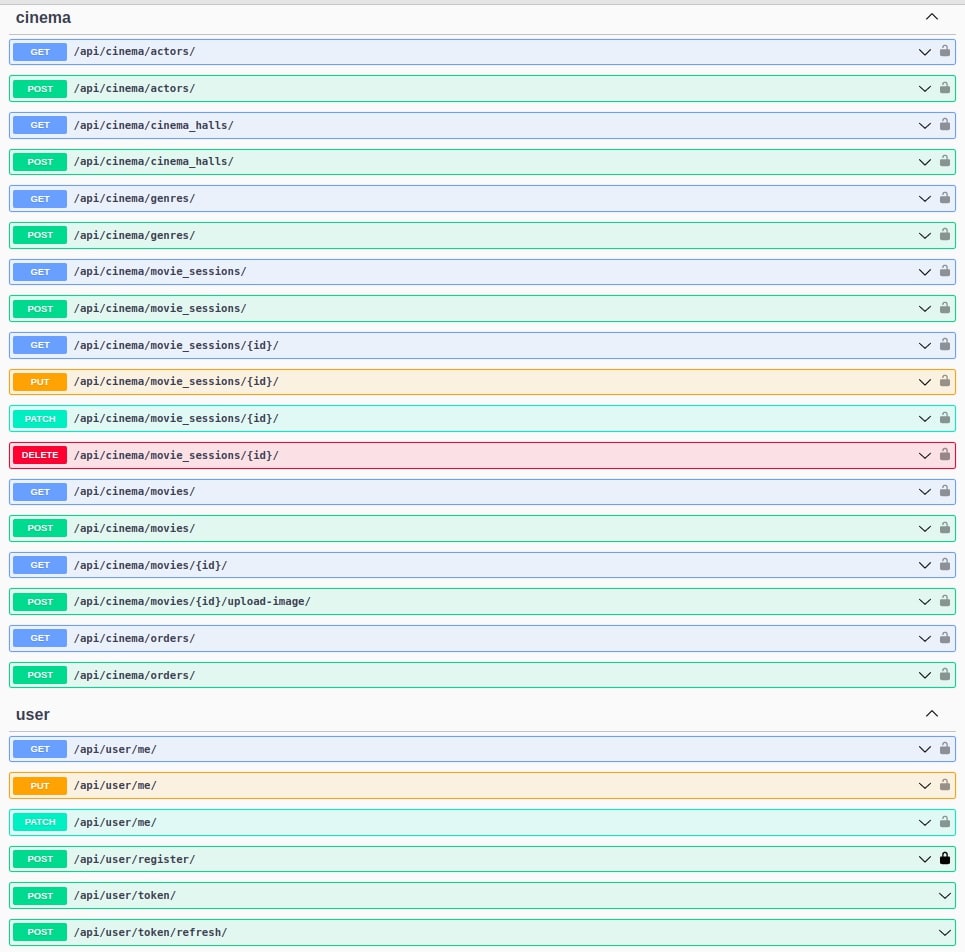 cinema
GET /api/cinema/actors/
POST /api/cinema/actors/
GET /api/cinema/cinema_halls/
POST /api/cinema/cinema_halls/
GET /api/cinema/genres/
POST /api/cinema/genres/
GET /api/cinema/movie_sessions/
POST /api/cinema/movie_sessions/
GET /api/cinema/movie_sessions/{id}/
PUT /api/cinema/movie_sessions/{id}/
PATCH /api/cinema/movie_sessions/{id}/
DELETE /api/cinema/movie_sessions/{id}/
GET /api/cinema/movies/
POST /api/cinema/movies/
GET /api/cinema/movies/{id}/
POST /api/cinema/movies/{id}/upload-image/
GET /api/cinema/orders/
POST /api/cinema/orders/
user
GET /api/user/me/
PUT /api/user/me/
PATCH /api/user/me/
POST /api/user/register/
POST /api/user/token/
POST /api/user/token/refresh/